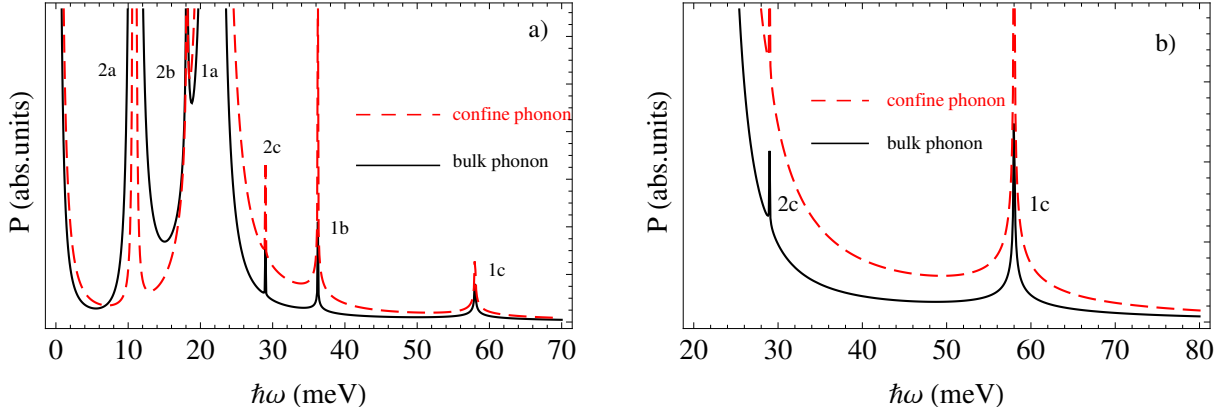 a)
2a
2b
1a
confine phonon
bulk phonon
2c
1b
1c
P (abs.units)
0 10 20 30 40 50 60 70
ħω (meV)
b)
confine phonon
bulk phonon
2c
1c
P (abs.units)
20 30 40 50 60 70 80
ħω (meV)